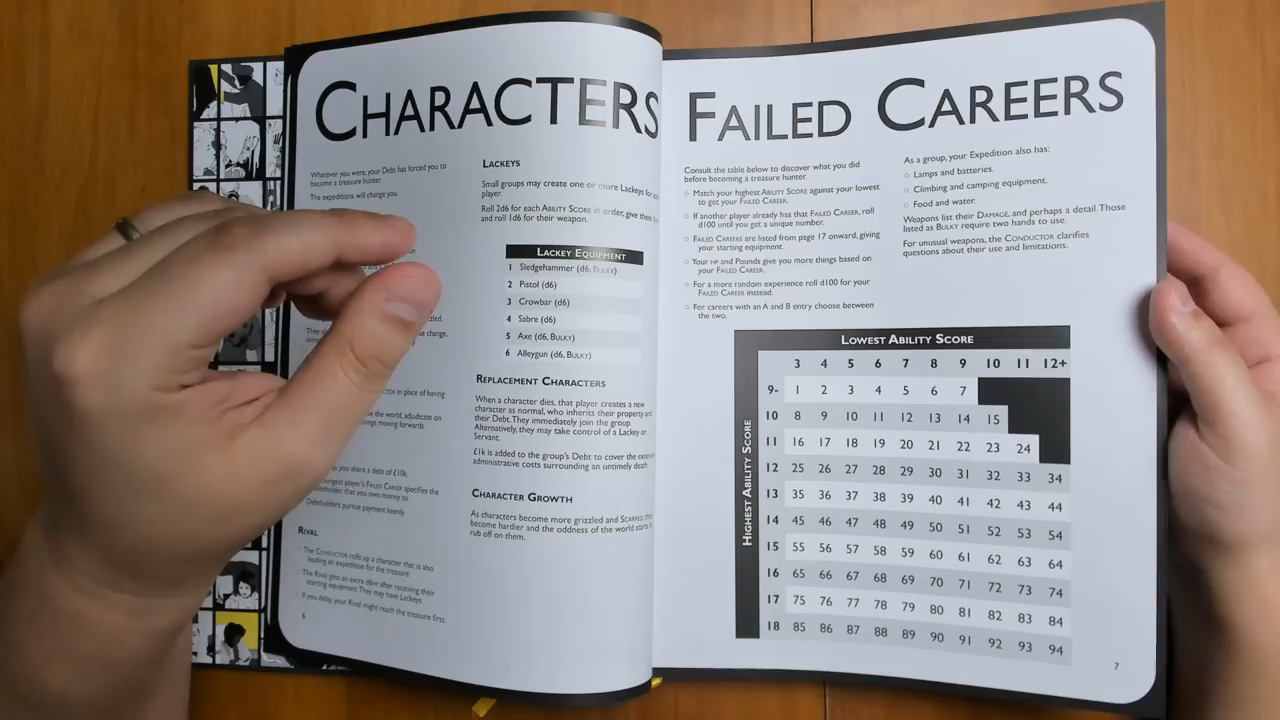 CHARACTERS
Whatever you were, your Debt has forced you to
become a treasure hunter.
The expeditions will change you.
change,
in place of having
the world, adjudicate on
moving forwards.
you share a debt of £10k.
player's FAILED CAREER specifies the
that you owe money to.
Debtholders pursue payment keenly
RIVAL
The CONDUCTOR rolls up a character that is also
leading an expedition for the treasure.
The Rival gets an extra after receiving their
starting equipment. They may have Lackeys.
If you delay, your Rival might reach the treasure first.
6
LACKEYS
Small groups may create one or more Lackeys for
player.
Roll 2d6 for each ABILITY SCORE in order, give them
and roll 1d6 for their weapon.
LACKEY EQUIPMENT
1 Sledgehammer (d6, BULKY)
2 Pistol (d6)
3 Crowbar (d6)
4 Sabre (d6)
5 Axe (d6, BULKY)
6 Alleygun (d6, BULKY)
REPLACEMENT CHARACTERS
When a character dies, that player creates a new
character as normal, who inherits their property and
their Debt. They immediately join the group.
Alternatively, they may take control of a Lackey or
Servant.
£1k is added to the group's Debt to cover the
administrative costs surrounding an untimely death
CHARACTER GROWTH
As characters become more grizzled and SCARRED,
become hardier and the oddness of the world starts
rub off on them.
FAILED CAREERS
Consult the table below to discover what you did
before becoming a treasure hunter.
○ Match your highest ABILITY SCORE against your lowest
to get your FAILED CAREER.
○ If another player already has that FAILED CAREER, roll
d100 until you get a unique number.
○ FAILED CAREERS are listed from page 17 onward, giving
your starting equipment.
○ Your HP and Pounds give you more things based on
your FAILED CAREER.
○ For a more random experience roll d100 for your
FAILED CAREER instead.
○ For careers with an A and B entry choose between
the two.
As a group, your Expedition also has:
○ Lamps and batteries.
○ Climbing and camping equipment.
○ Food and water.
Weapons list their DAMAGE, and perhaps a detail. Those
listed as BULKY require two hands to use.
For unusual weapons, the CONDUCTOR clarifies
questions about their use and limitations.
LOWEST ABILITY SCORE
HIGHEST ABILITY SCORE
3 4 5 6 7 8 9 10 11 12+
9- 1 2 3 4 5 6 7
10 8 9 10 11 12 13 14 15
11 16 17 18 19 20 21 22 23 24
12 25 26 27 28 29 30 31 32 33 34
13 35 36 37 38 39 40 41 42 43 44
14 45 46 47 48 49 50 51 52 53 54
15 55 56 57 58 59 60 61 62 63 64
16 65 66 67 68 69 70 71 72 73 74
17 75 76 77 78 79 80 81 82 83 84
18 85 86 87 88 89 90 91 92 93 94
7